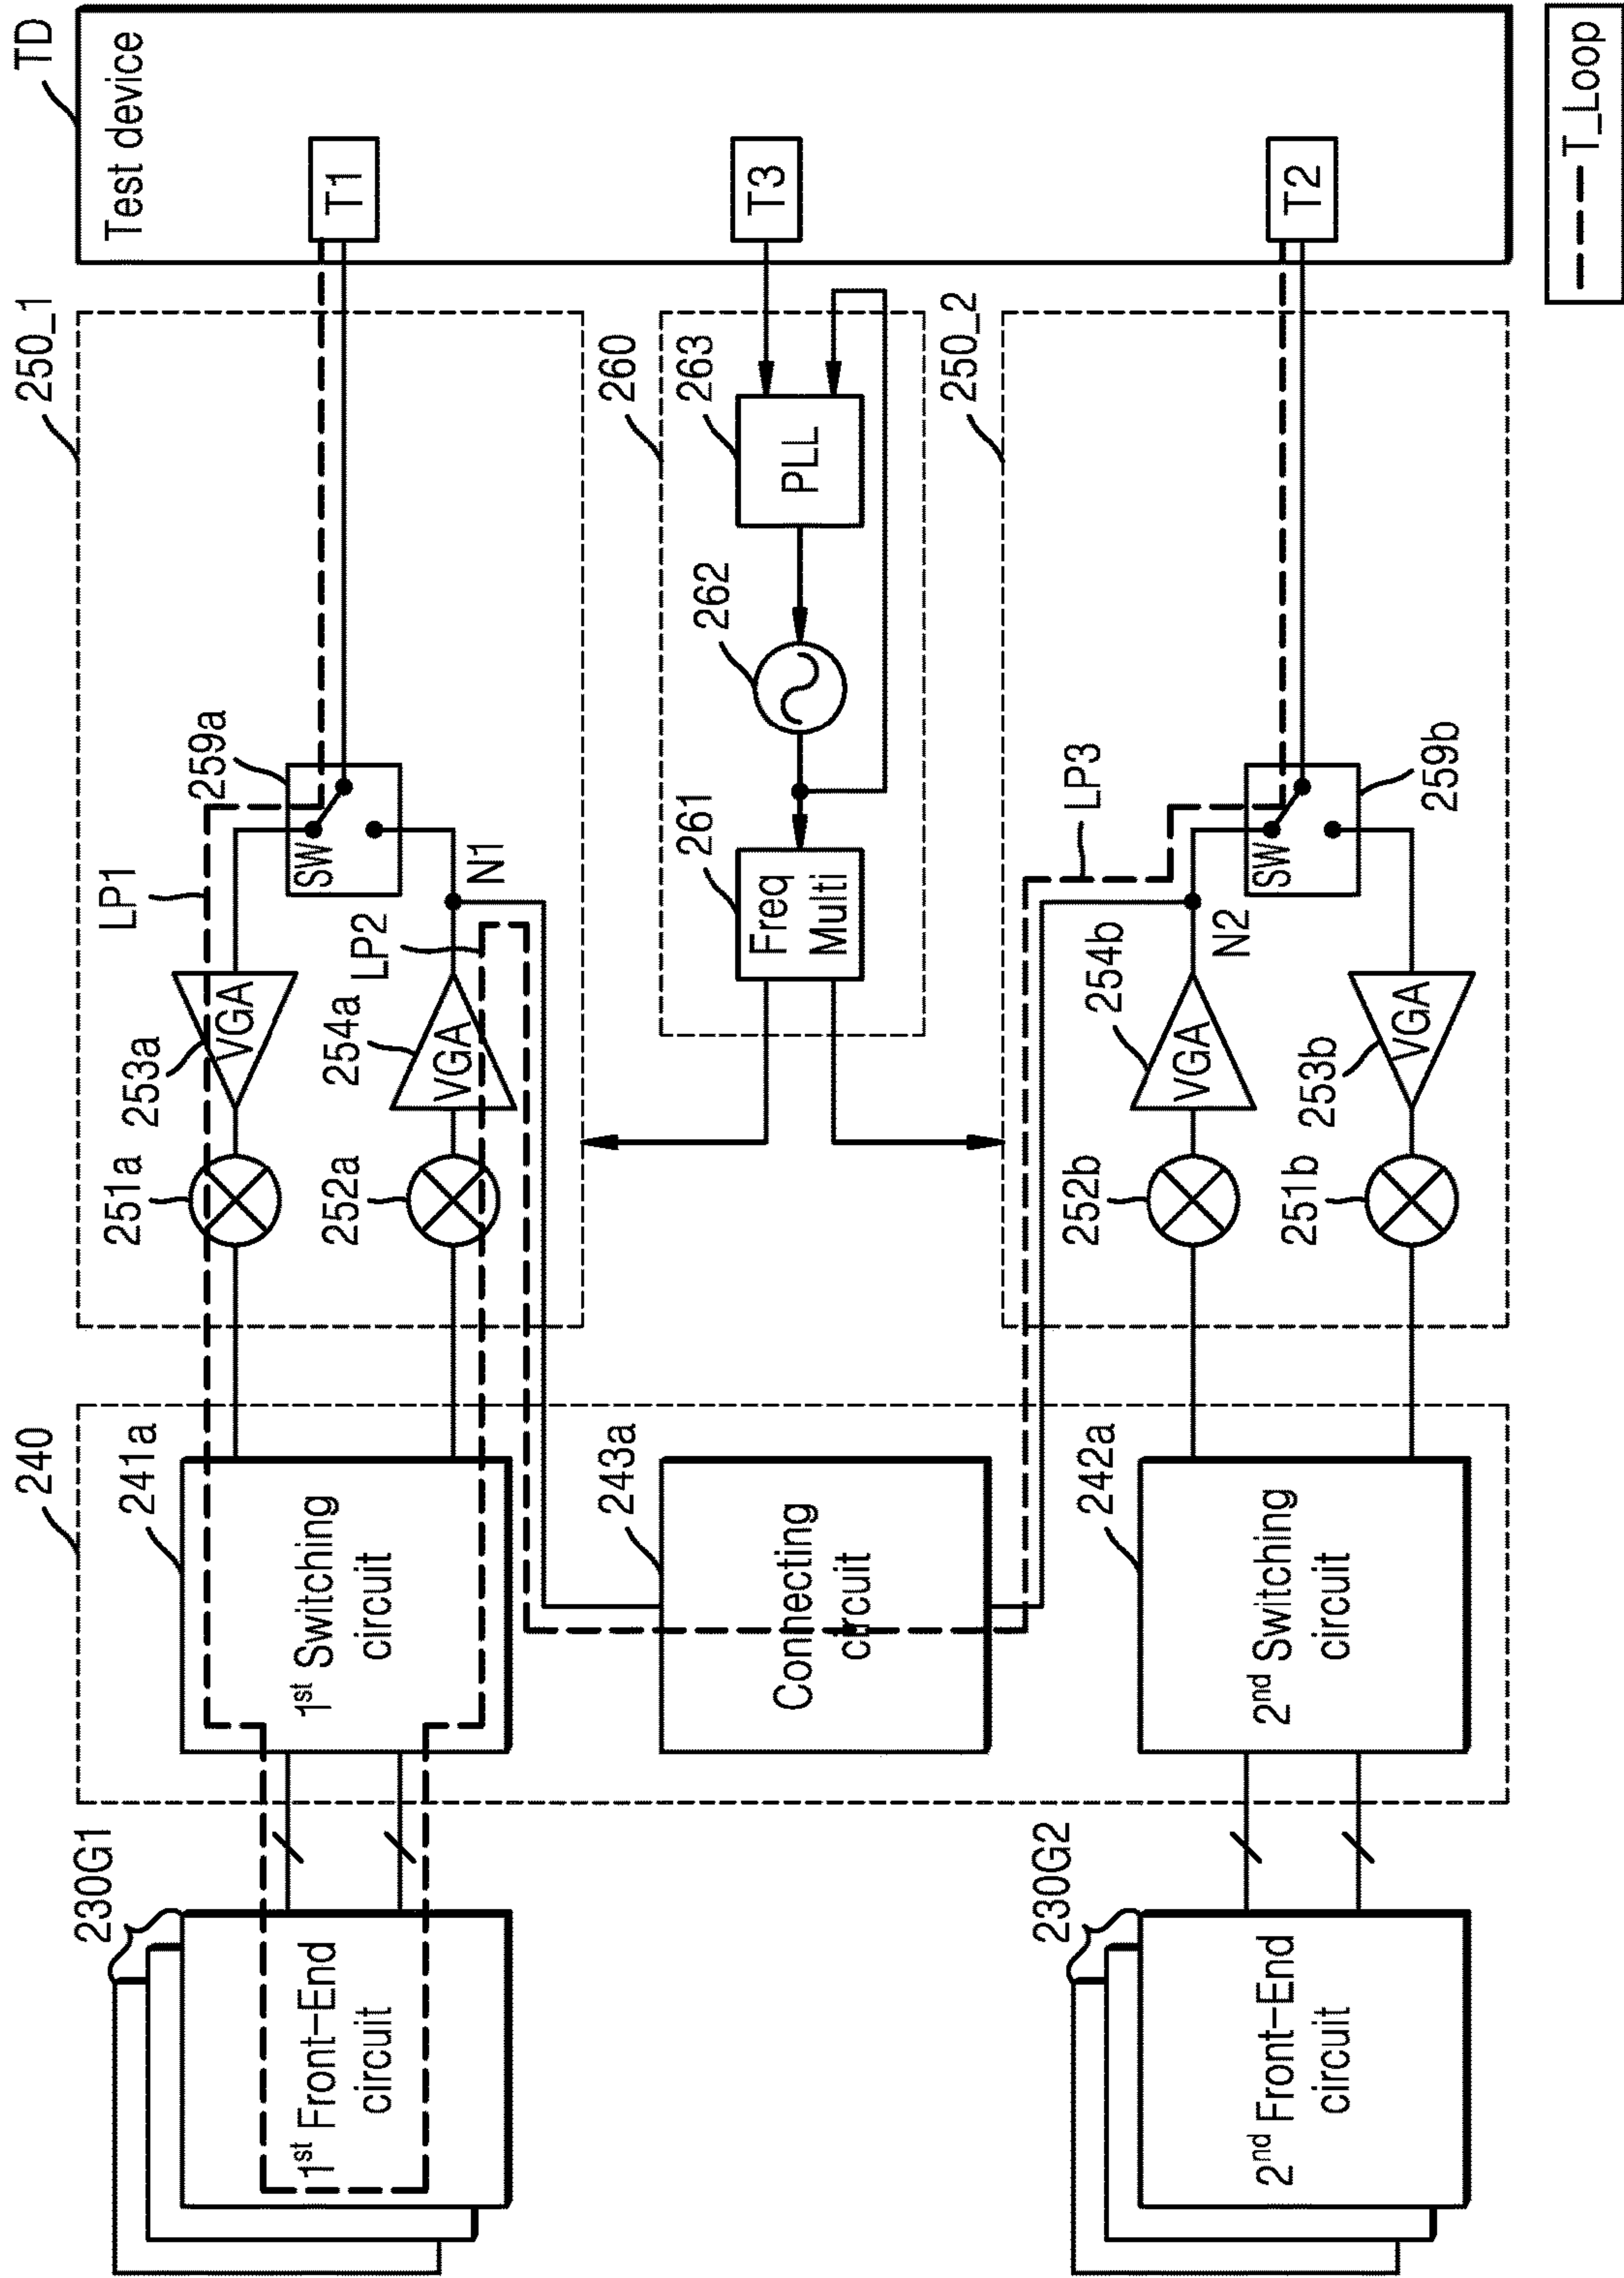 TD
Test device
T1
T3
T2
T_Loop
250_1
260
250_2
259a
SW
LP1
N1
LP2
VGA
253a
VGA
254a
251a
252a
263
PLL
262
261
Freq
Multi
LP3
259b
SW
N2
254b
VGA
253b
VGA
252b
251b
240
241a
1st Switching
circuit
243a
Connecting
circuit
242a
2nd Switching
circuit
230G1
1st Front-End
circuit
230G2
2nd Front-End
circuit